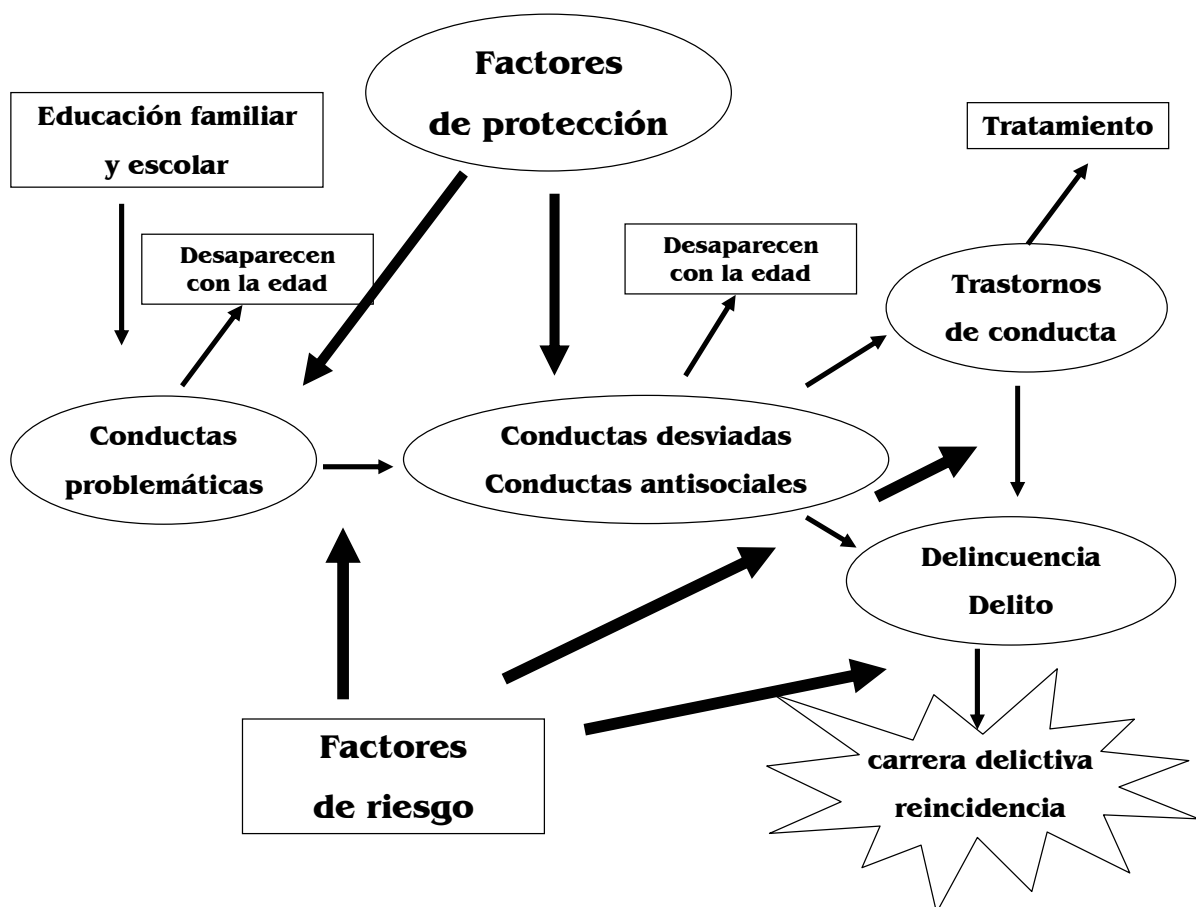 Factores
de protección
Educación familiar
y escolar
Tratamiento
Desaparecen
con la edad
Desaparecen
con la edad
Trastornos
de conducta
Conductas
problemáticas
Conductas desviadas
Conductas antisociales
Delincuencia
Delito
Factores
de riesgo
carrera delictiva
reincidencia